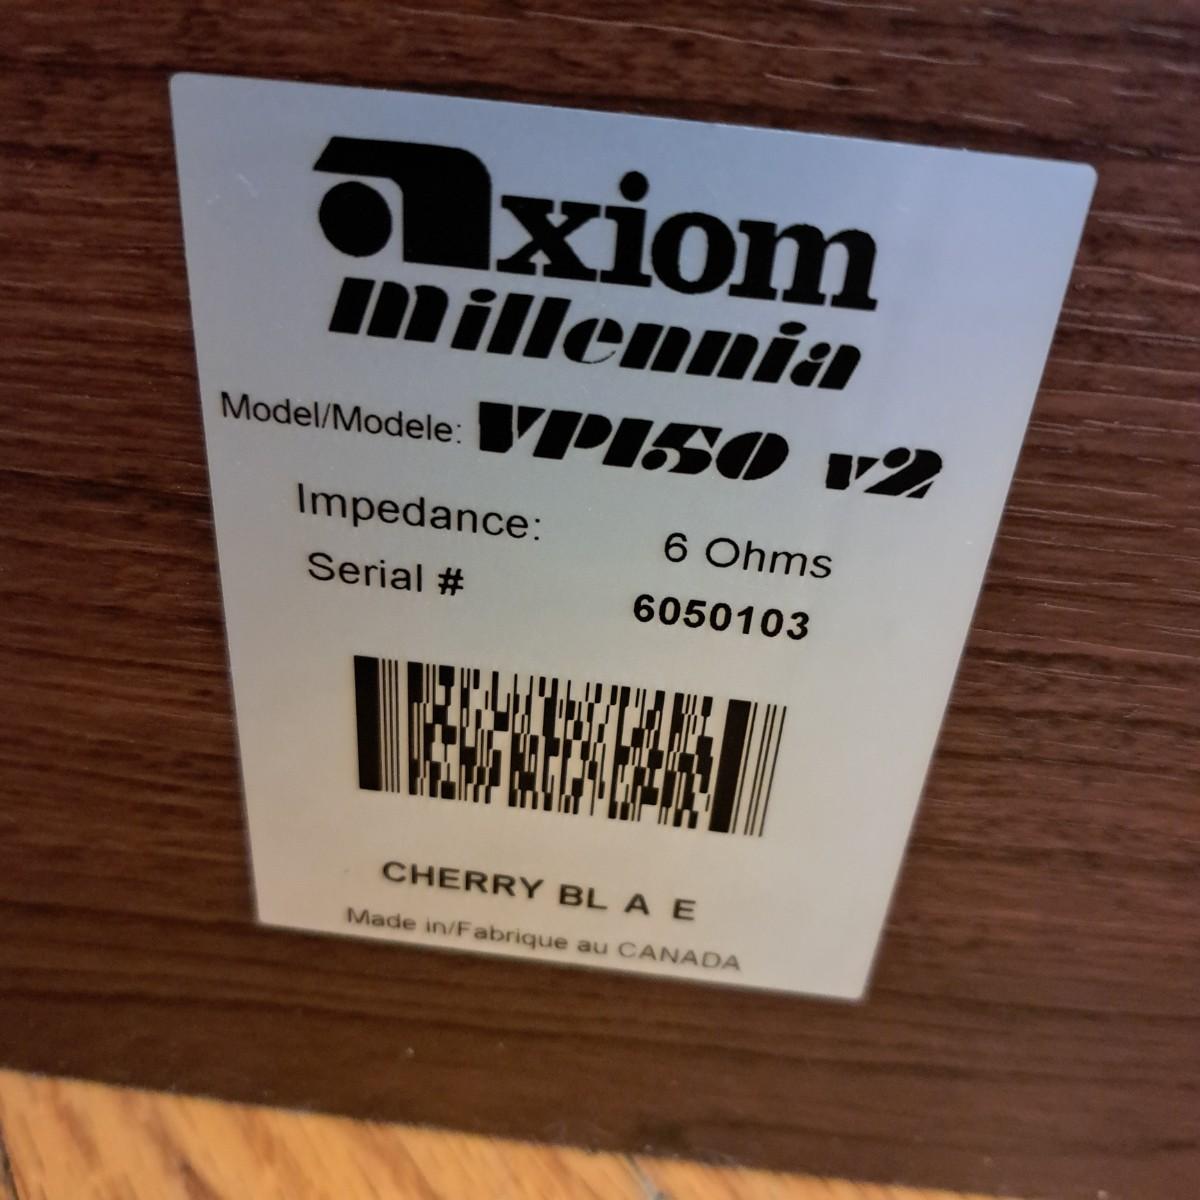 axiom
millennia
Model/Modele: VP150 v2
Impedance: 6 Ohms
Serial # 6050103
CHERRY BL A E
Made in/Fabrique au CANADA